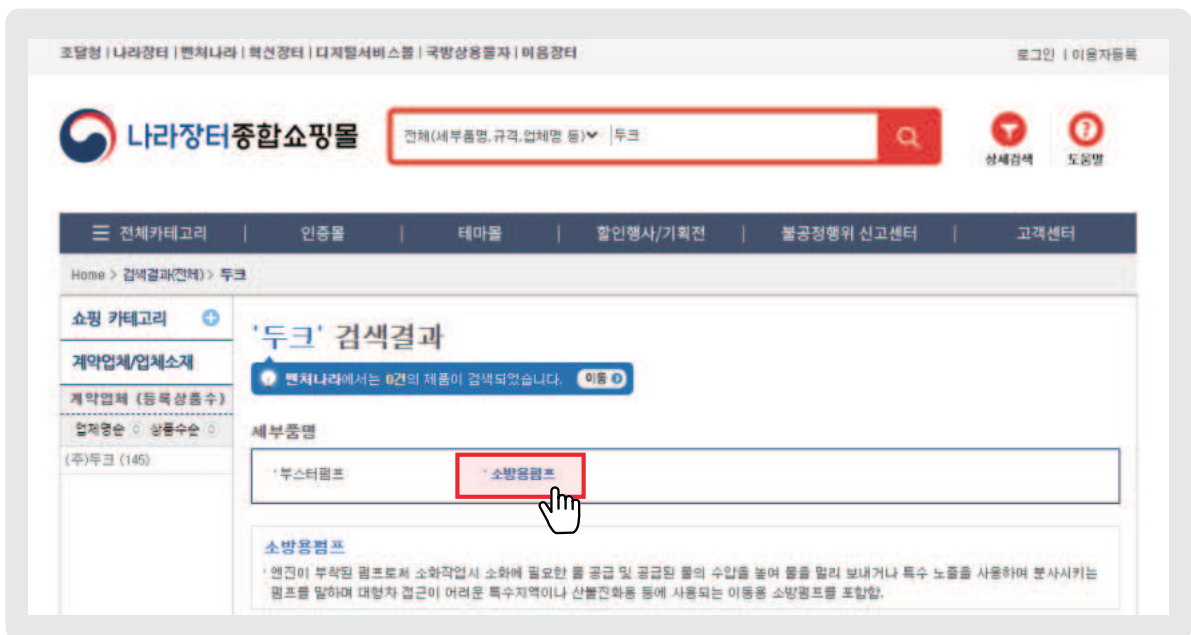 조달청 | 나라장터 | 벤처나라 | 혁신장터 | 디지털서비스몰 | 국방상용물자 | 이음장터
로그인 | 이용자등록
나라장터 종합쇼핑몰
전체(세부품명,규격,업체명 등) 두크
상세검색 도움말
전체카테고리 | 인증몰 | 테마몰 | 할인행사/기획전 | 불공정행위 신고센터 | 고객센터
Home > 검색결과(전체) > 두크
쇼핑 카테고리
계약업체/업체소재
계약업체 (등록상품수)
업체명순 상품수순
(주)두크 (145)
'두크' 검색결과
벤처나라에서는 0건의 제품이 검색되었습니다. 이동
세부품명
부스터펌프 소방용펌프
소방용펌프
엔진이 부착된 펌프로써 소화작업시 소화에 필요한 물 공급 및 공급된 물의 수압을 높여 물을 멀리 보내거나 특수 노즐을 사용하여 분사시키는
펌프를 말하며 대형차 접근이 어려운 특수지역이나 산불진화용 등에 사용되는 이동용 소방펌프를 포함함.